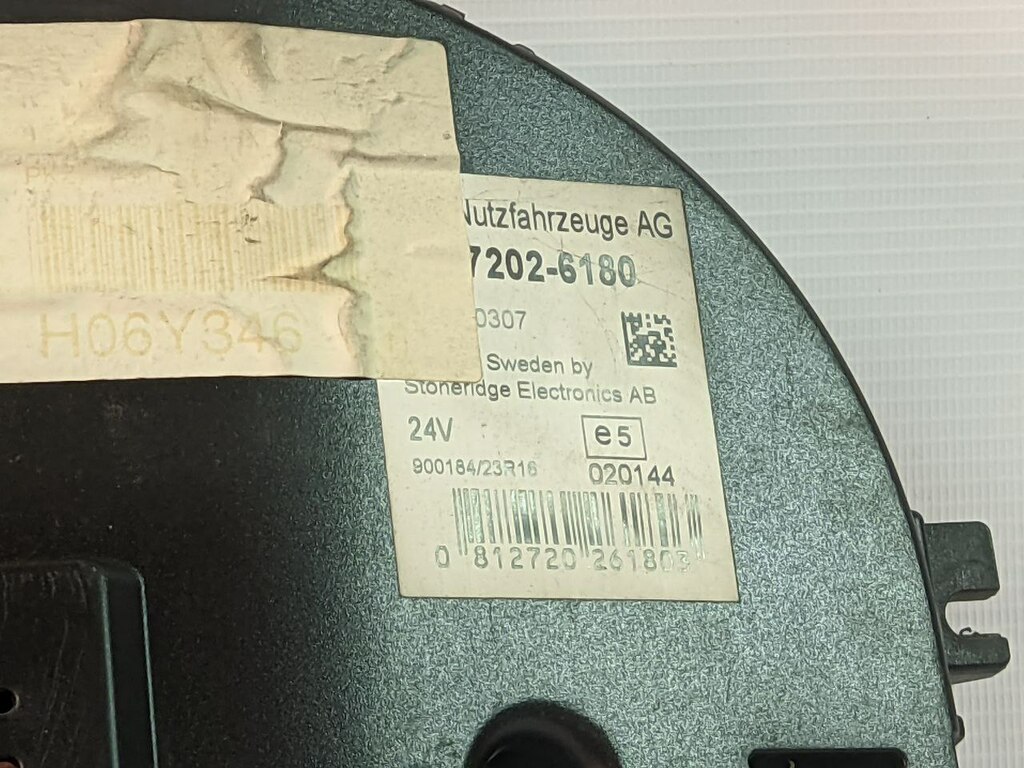 H06Y346
Nutzfahrzeuge AG
7202-6180
0307
Sweden by
Stoneridge Electronics AB
24V
e5
900184/23R16
020144
0 812720 261803